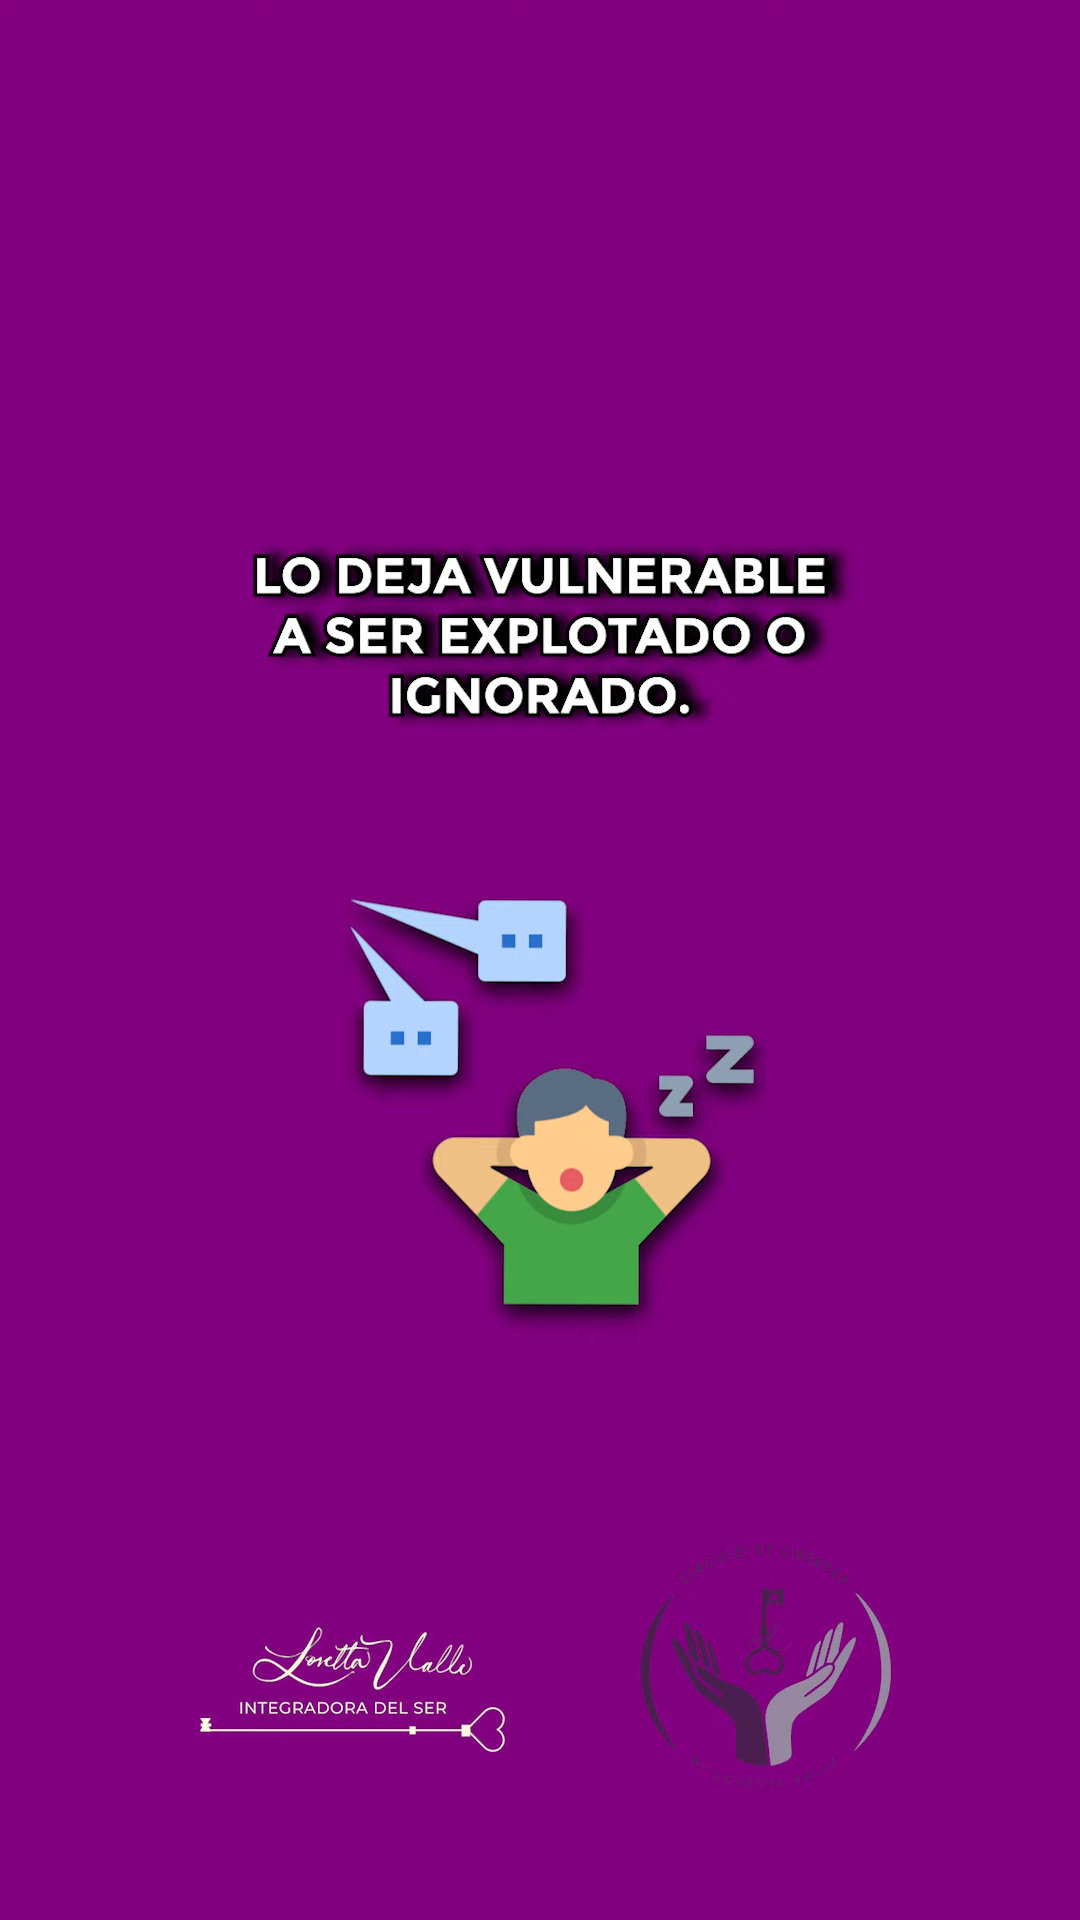 LO DEJA VULNERABLE
A SER EXPLOTADO O
IGNORADO.
Z
Z
Loretta Valle
INTEGRADORA DEL SER